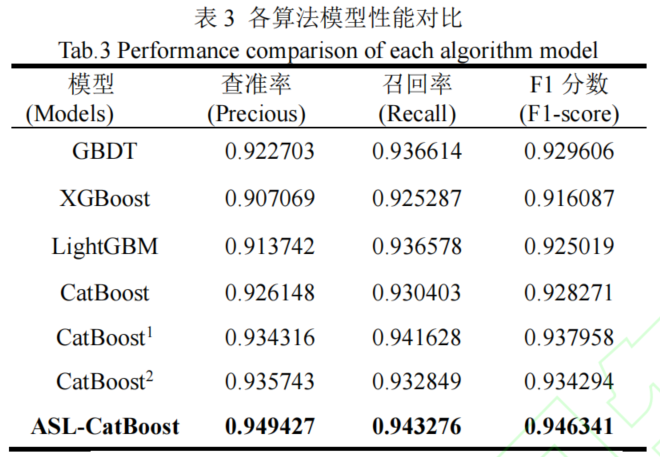 表 3 各算法模型性能对比
Tab.3 Performance comparison of each algorithm model
模型 查准率 召回率 F1 分数
(Models) (Precious) (Recall) (F1-score)
GBDT 0.922703 0.936614 0.929606
XGBoost 0.907069 0.925287 0.916087
LightGBM 0.913742 0.936578 0.925019
CatBoost 0.926148 0.930403 0.928271
CatBoost¹ 0.934316 0.941628 0.937958
CatBoost² 0.935743 0.932849 0.934294
ASL-CatBoost 0.949427 0.943276 0.946341